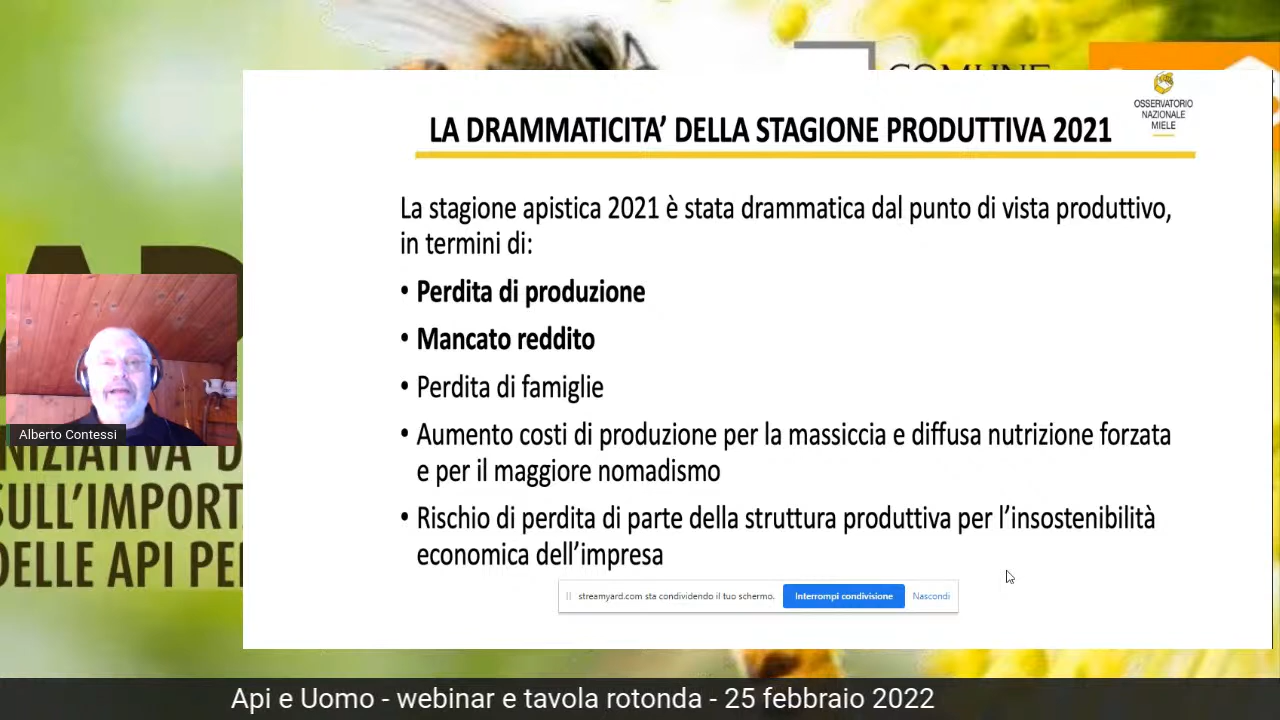 COMUNE
OSSERVATORIO
NAZIONALE
MIELE
LA DRAMMATICITA’ DELLA STAGIONE PRODUTTIVA 2021
La stagione apistica 2021 è stata drammatica dal punto di vista produttivo,
in termini di:
• Perdita di produzione
• Mancato reddito
• Perdita di famiglie
• Aumento costi di produzione per la massiccia e diffusa nutrizione forzata
e per il maggiore nomadismo
• Rischio di perdita di parte della struttura produttiva per l’insostenibilità
economica dell’impresa
streamyard.com sta condividendo il tuo schermo.
Interrompi condivisione
Nascondi
Alberto Contessi
SULL’IMPORT
DELLE API PE
Api e Uomo - webinar e tavola rotonda - 25 febbraio 2022